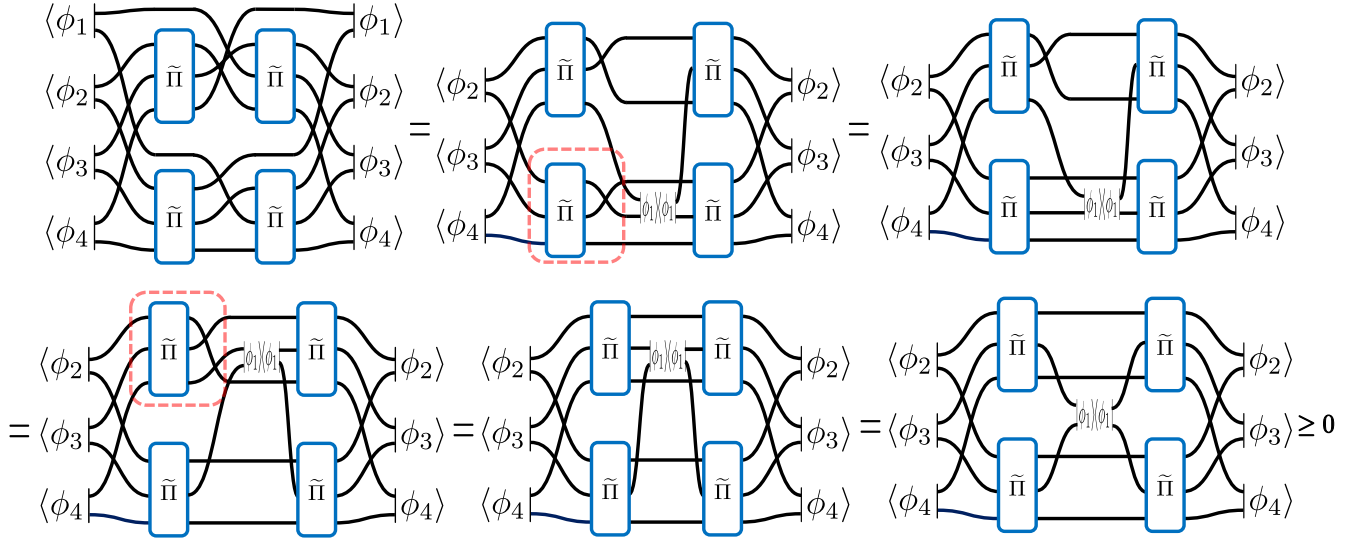 ⟨ϕ₁| Π̃ Π̃ |ϕ₁⟩
⟨ϕ₂| |ϕ₂⟩
⟨ϕ₃| |ϕ₃⟩
⟨ϕ₄| Π̃ Π̃ |ϕ₄⟩
=
⟨ϕ₂| Π̃ Π̃ |ϕ₂⟩
⟨ϕ₃| |ϕ₃⟩
⟨ϕ₄| Π̃ |ϕ₁⟩⟨ϕ₁| Π̃ |ϕ₄⟩
=
⟨ϕ₂| Π̃ Π̃ |ϕ₂⟩
⟨ϕ₃| |ϕ₃⟩
⟨ϕ₄| Π̃ |ϕ₁⟩⟨ϕ₁| Π̃ |ϕ₄⟩
=
⟨ϕ₂| Π̃ |ϕ₁⟩⟨ϕ₁| Π̃ |ϕ₂⟩
⟨ϕ₃| |ϕ₃⟩
⟨ϕ₄| Π̃ Π̃ |ϕ₄⟩
=
⟨ϕ₂| Π̃ |ϕ₁⟩⟨ϕ₁| Π̃ |ϕ₂⟩
⟨ϕ₃| |ϕ₃⟩
⟨ϕ₄| Π̃ Π̃ |ϕ₄⟩
=
⟨ϕ₂| Π̃ Π̃ |ϕ₂⟩
⟨ϕ₃| |ϕ₁⟩⟨ϕ₁| |ϕ₃⟩ ≥ 0
⟨ϕ₄| Π̃ Π̃ |ϕ₄⟩